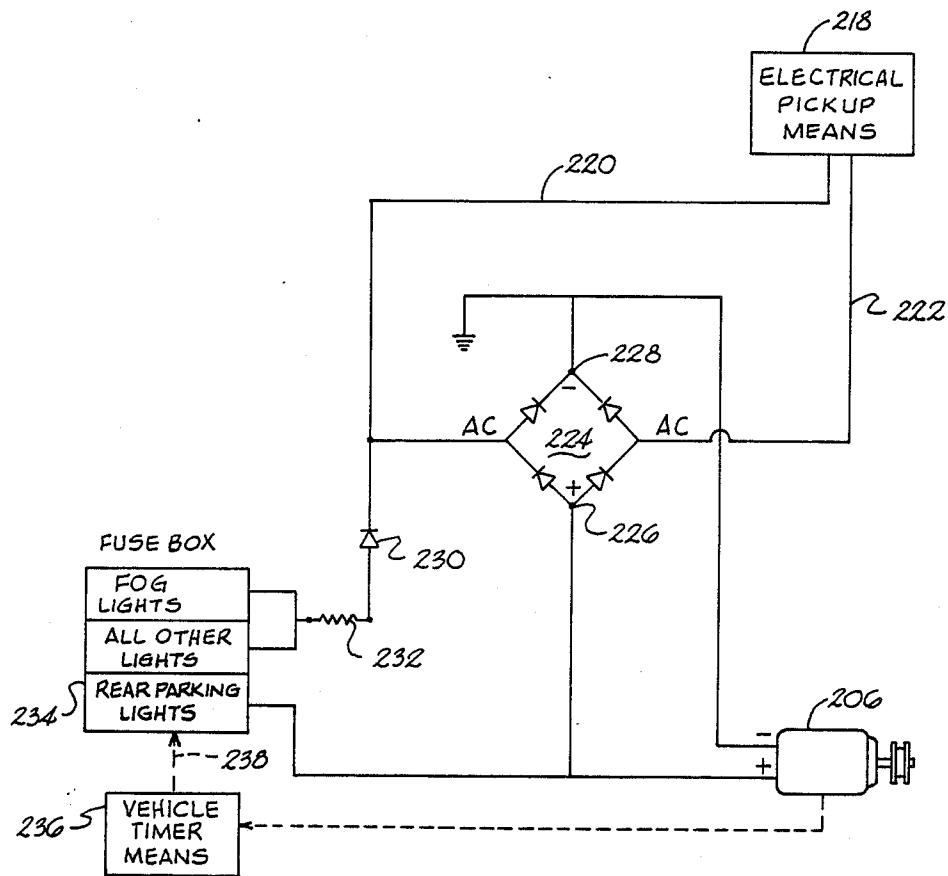 218
ELECTRICAL
PICKUP
MEANS
220
222
228
−
AC
224
AC
+
226
230
FUSE BOX
FOG
LIGHTS
ALL OTHER
LIGHTS
232
234
REAR PARKING
LIGHTS
206
−
+
238
236
VEHICLE
TIMER
MEANS